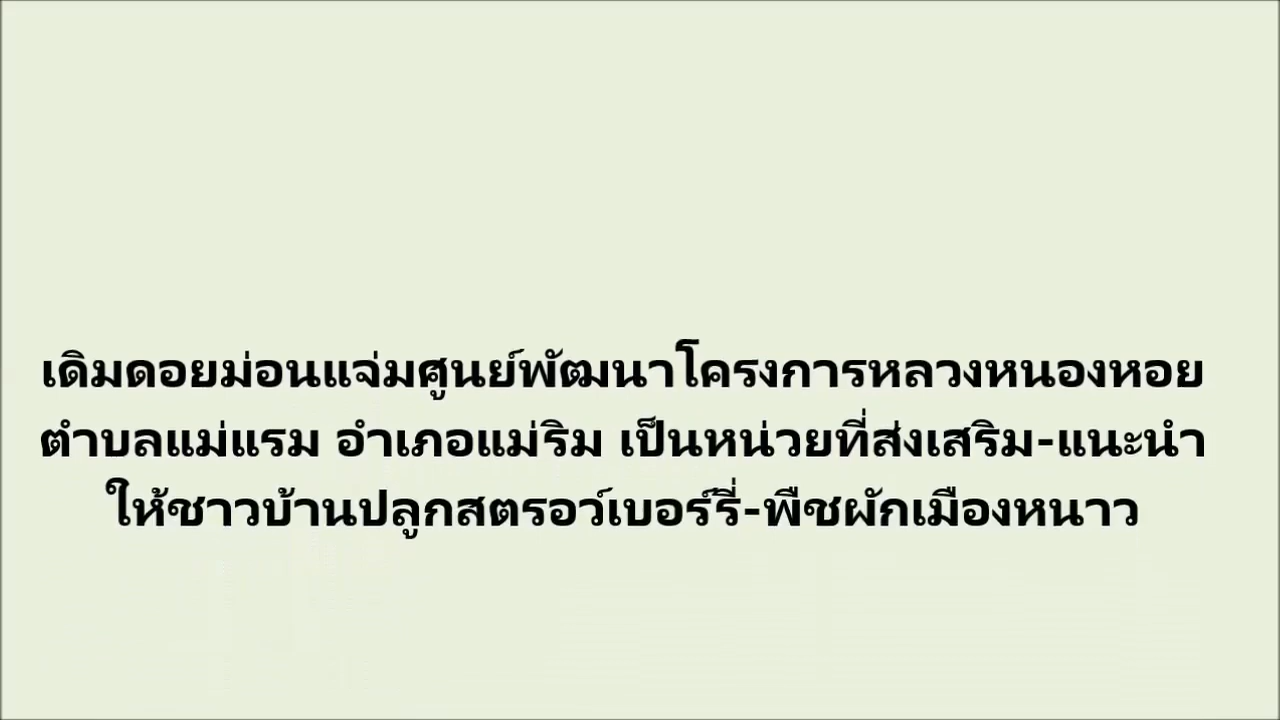 เดิมดอยม่อนแจ่มศูนย์พัฒนาโครงการหลวงหนองหอย
ตำบลแม่แรม อำเภอแม่ริม เป็นหน่วยที่ส่งเสริม-แนะนำ
ให้ชาวบ้านปลูกสตรอว์เบอร์รี่-พืชผักเมืองหนาว